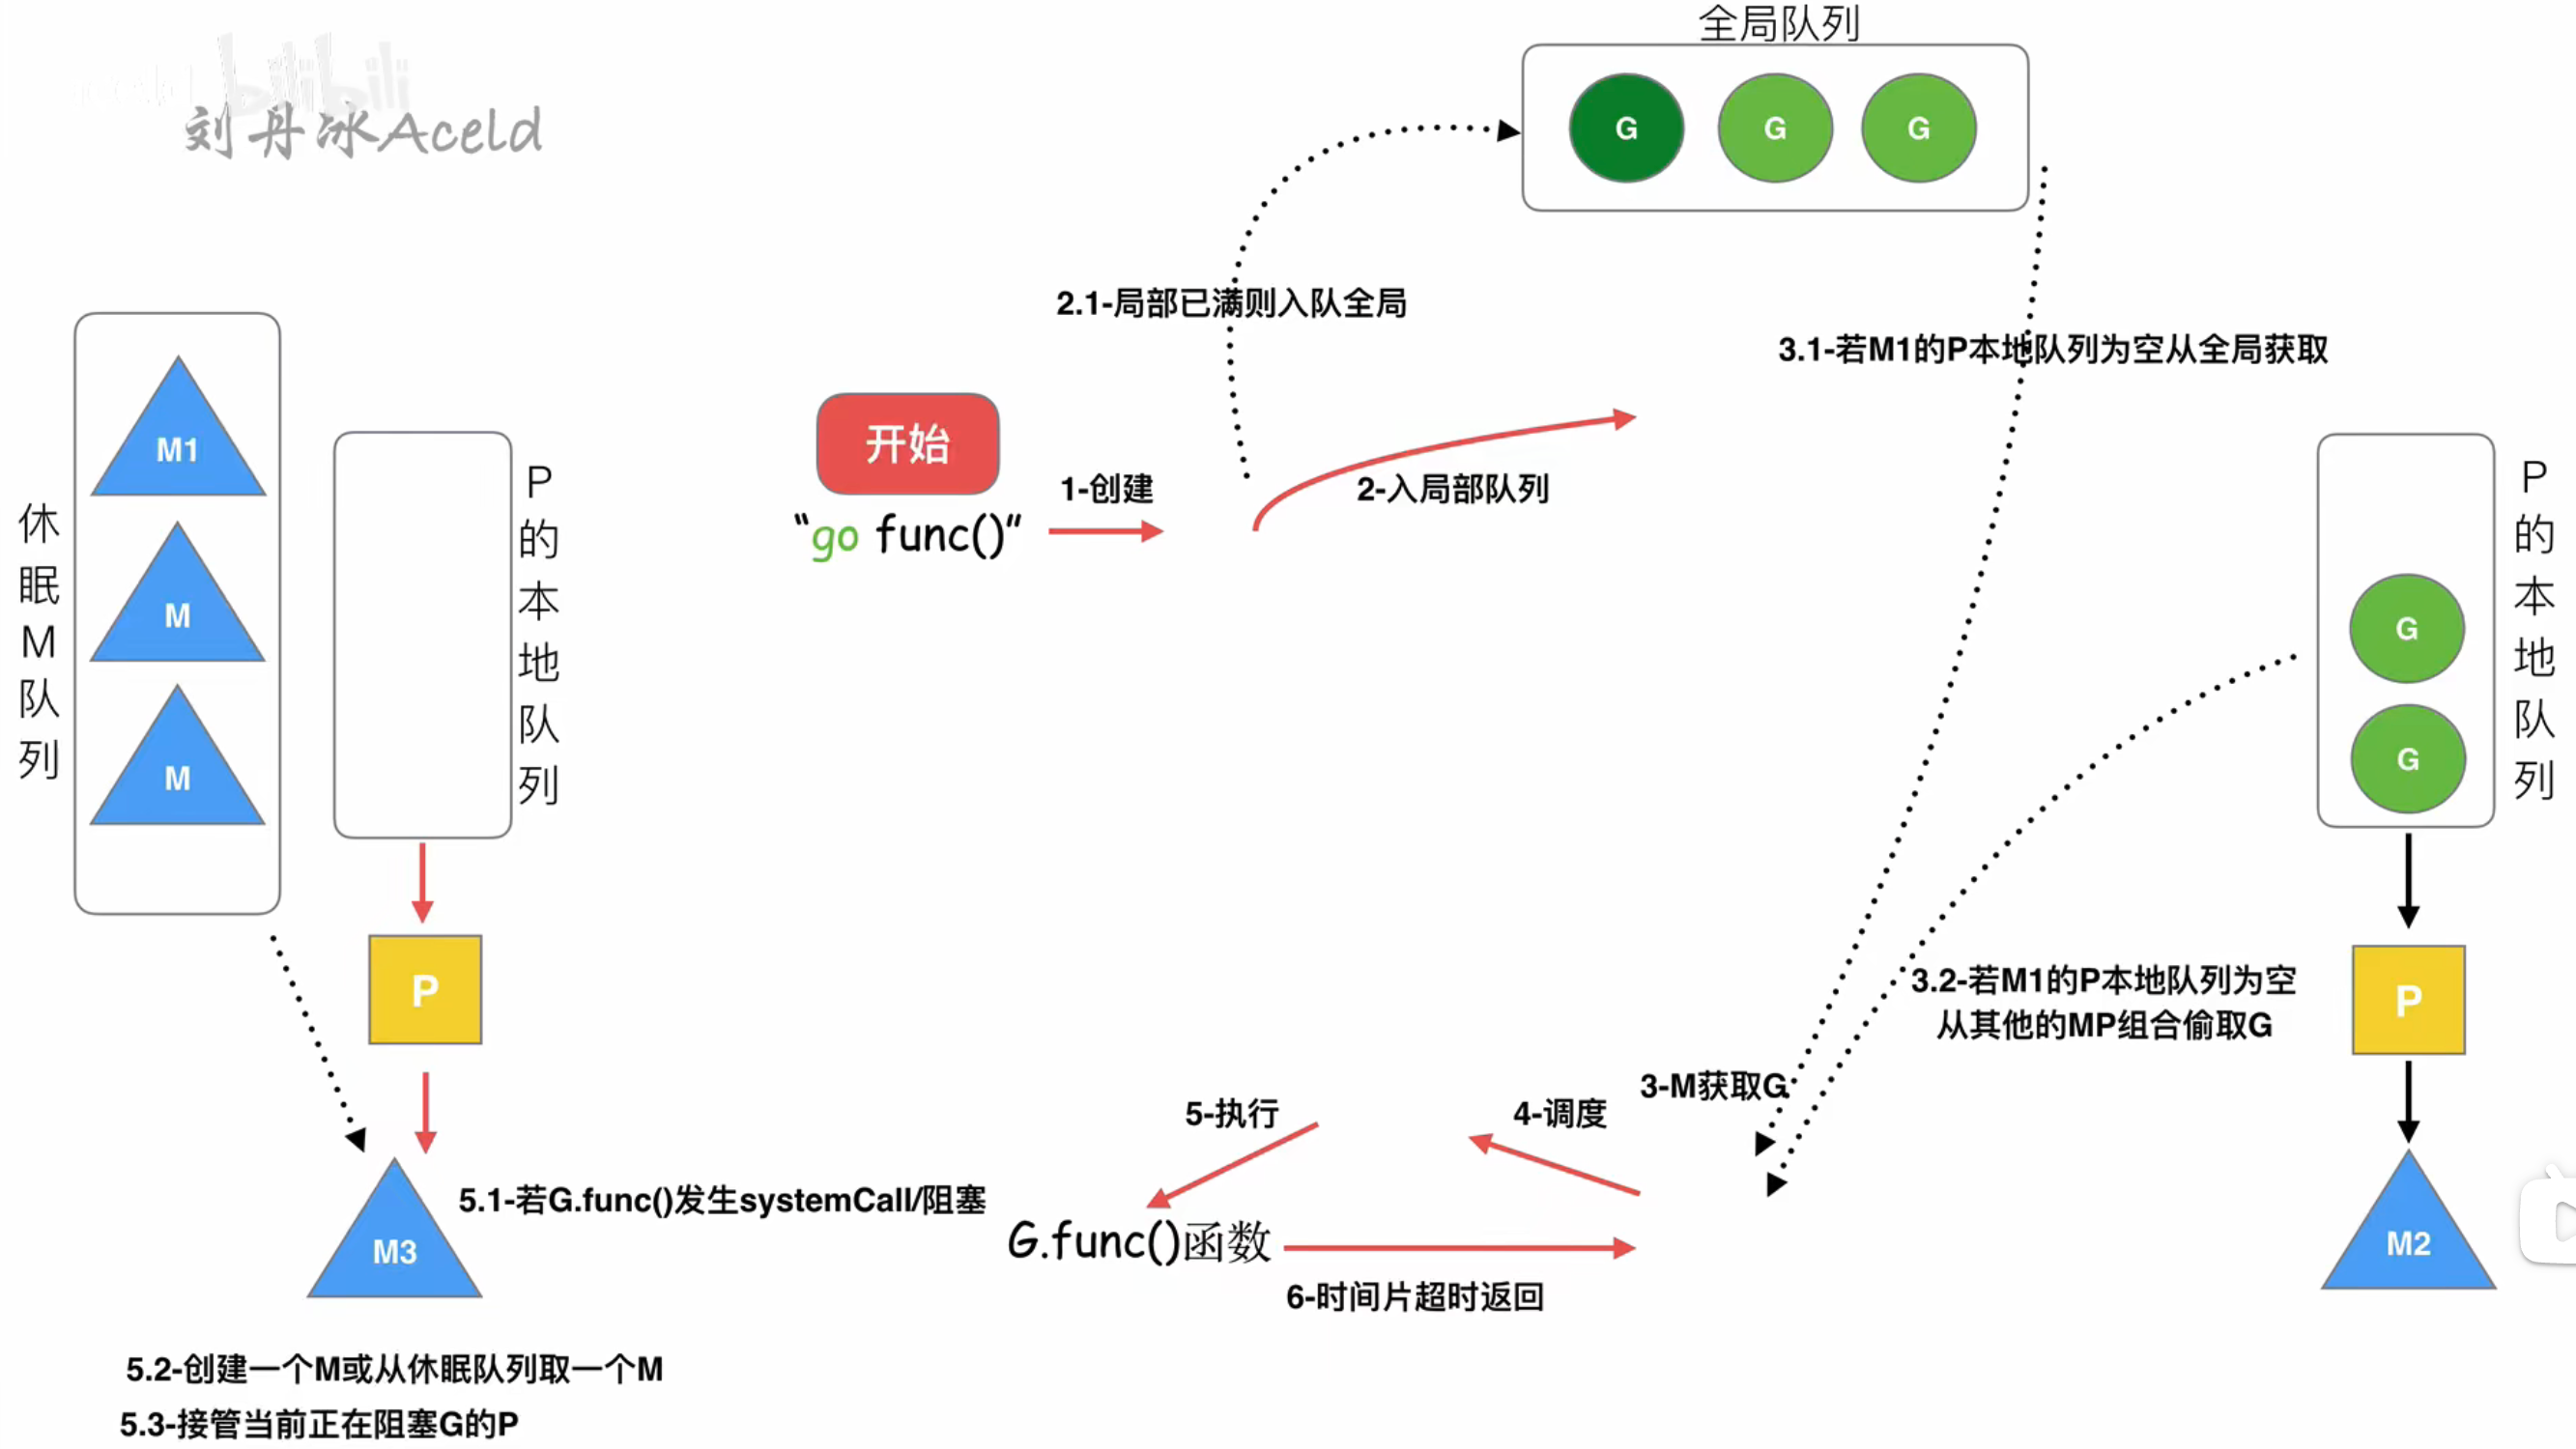 全局队列
bilibili
刘丹冰Aceld
G
G
G
2.1-局部已满则入队全局
3.1-若M1的P本地队列为空从全局获取
开始
"go func()"
1-创建
2-入局部队列
休眠M队列
M1
M
M
P的本地队列
P的本地队列
G
G
P
P
3.2-若M1的P本地队列为空
从其他的MP组合偷取G
3-M获取G
4-调度
5-执行
5.1-若G.func()发生systemCall/阻塞
G.func()函数
6-时间片超时返回
M3
M2
5.2-创建一个M或从休眠队列取一个M
5.3-接管当前正在阻塞G的P